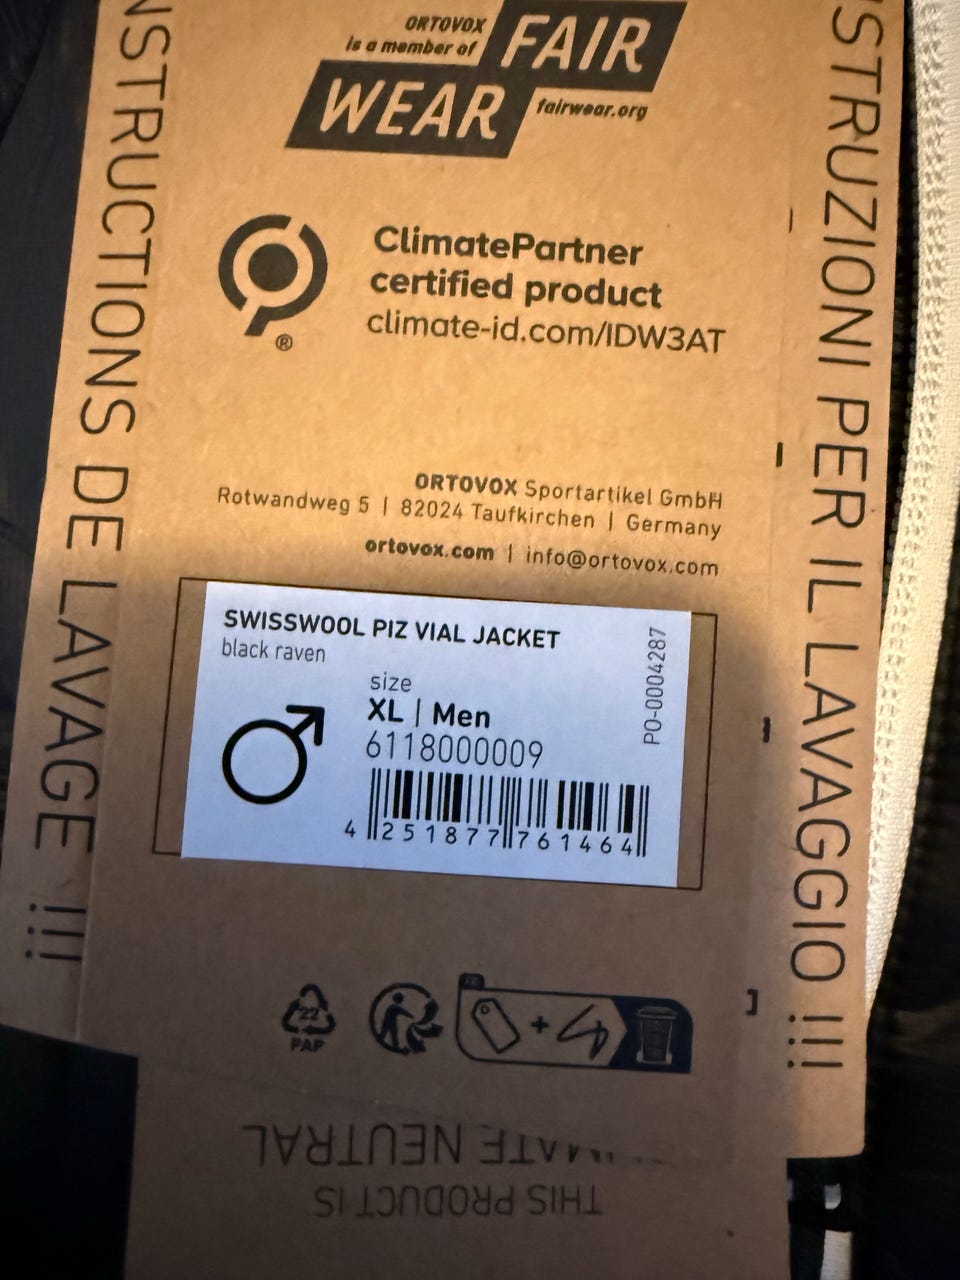 ORTOVOX
is a member of
FAIR
WEAR
fairwear.org
ClimatePartner
certified product
climate-id.com/IDW3AT
®
ORTOVOX Sportartikel GmbH
Rotwandweg 5 | 82024 Taufkirchen | Germany
ortovox.com | info@ortovox.com
SWISSWOOL PIZ VIAL JACKET
black raven
size
XL | Men
6118000009
4 251877 761464
PO-0004287
22
PAP
FR
+
NSTRUCTIONS DE LAVAGE !!!
STRUZIONI PER IL LAVAGGIO !!!
THIS PRODUCT IS
NEUTRAL